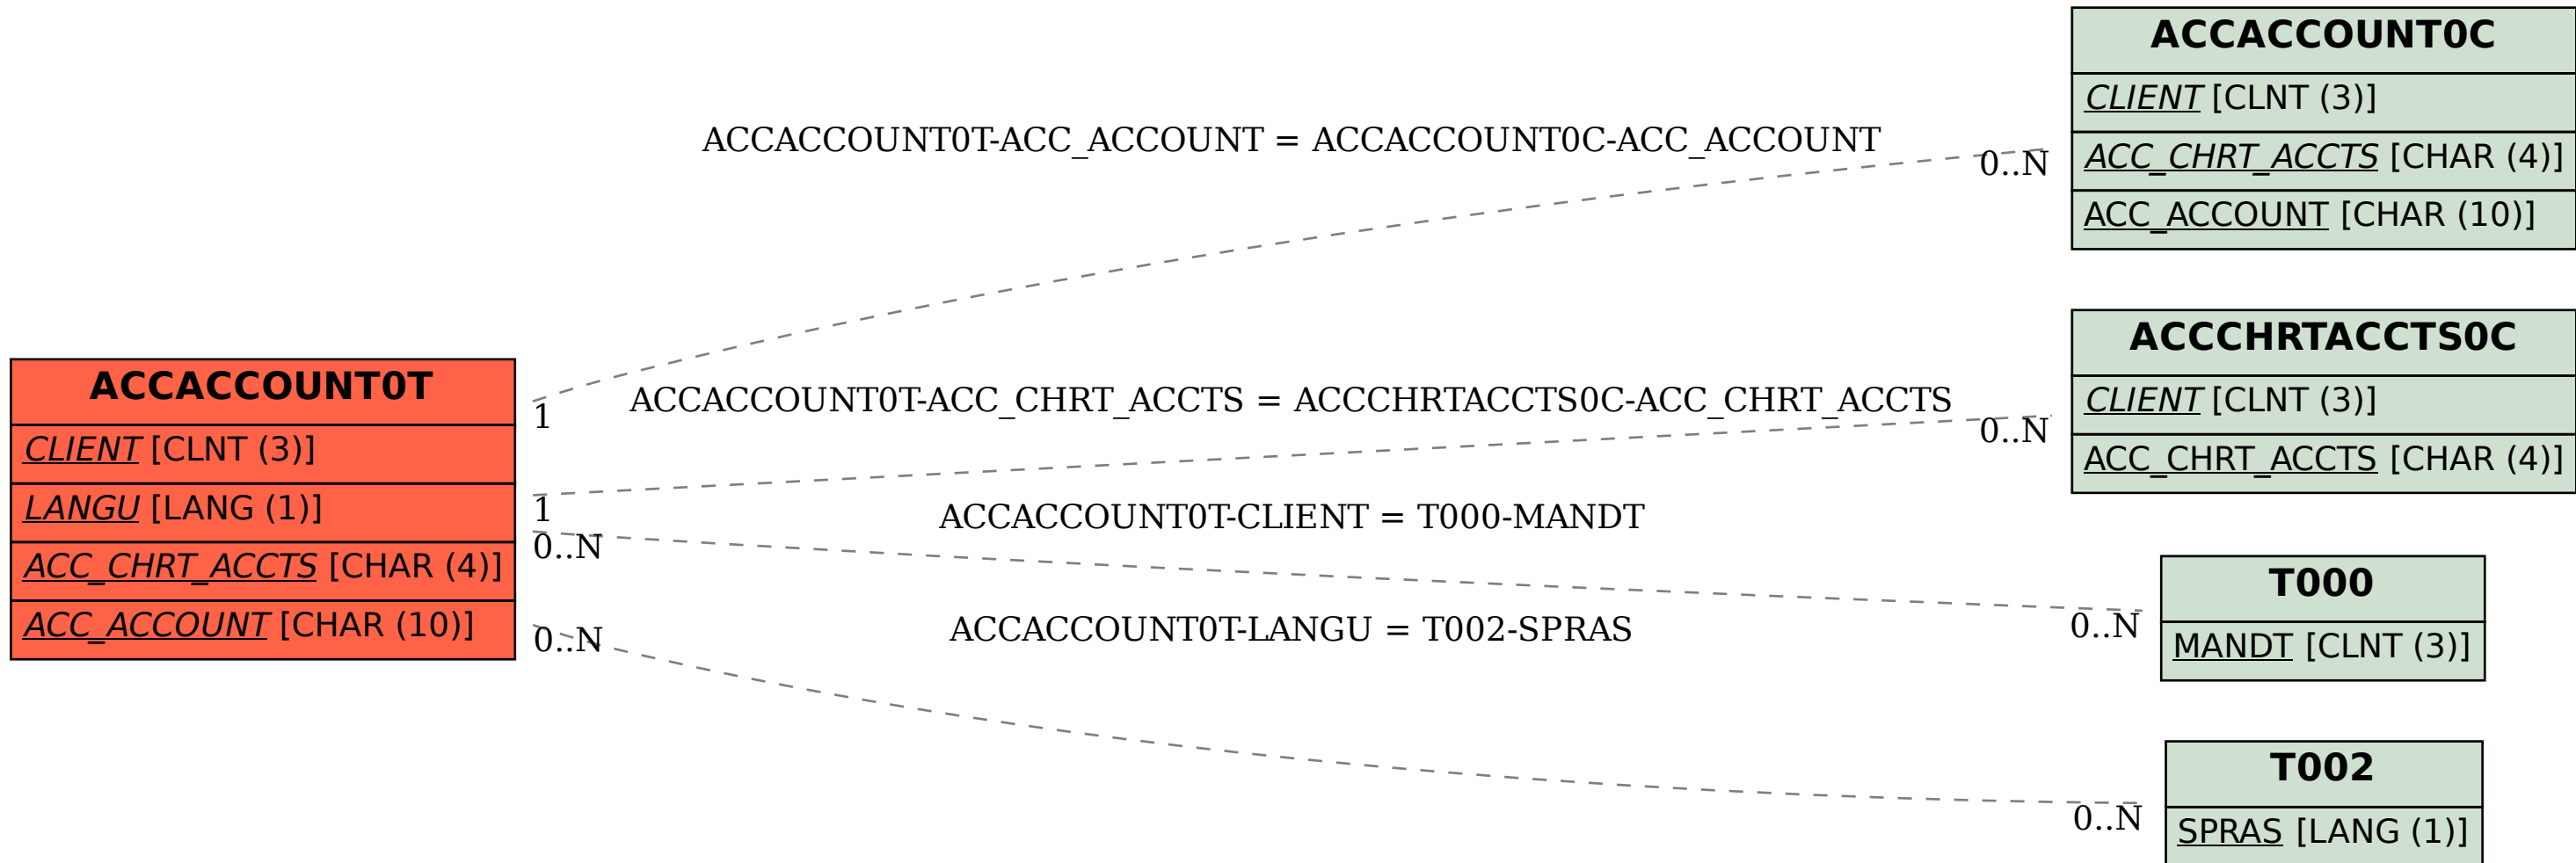 ACCACCOUNT0C
CLIENT [CLNT (3)]
ACC_CHRT_ACCTS [CHAR (4)]
ACC_ACCOUNT [CHAR (10)]
ACCACCOUNT0T-ACC_ACCOUNT = ACCACCOUNT0C-ACC_ACCOUNT
0..N
1
ACCCHRTACCTS0C
CLIENT [CLNT (3)]
ACC_CHRT_ACCTS [CHAR (4)]
ACCACCOUNT0T-ACC_CHRT_ACCTS = ACCCHRTACCTS0C-ACC_CHRT_ACCTS
0..N
1
ACCACCOUNT0T
CLIENT [CLNT (3)]
LANGU [LANG (1)]
ACC_CHRT_ACCTS [CHAR (4)]
ACC_ACCOUNT [CHAR (10)]
ACCACCOUNT0T-CLIENT = T000-MANDT
0..N
0..N
T000
MANDT [CLNT (3)]
ACCACCOUNT0T-LANGU = T002-SPRAS
0..N
0..N
T002
SPRAS [LANG (1)]